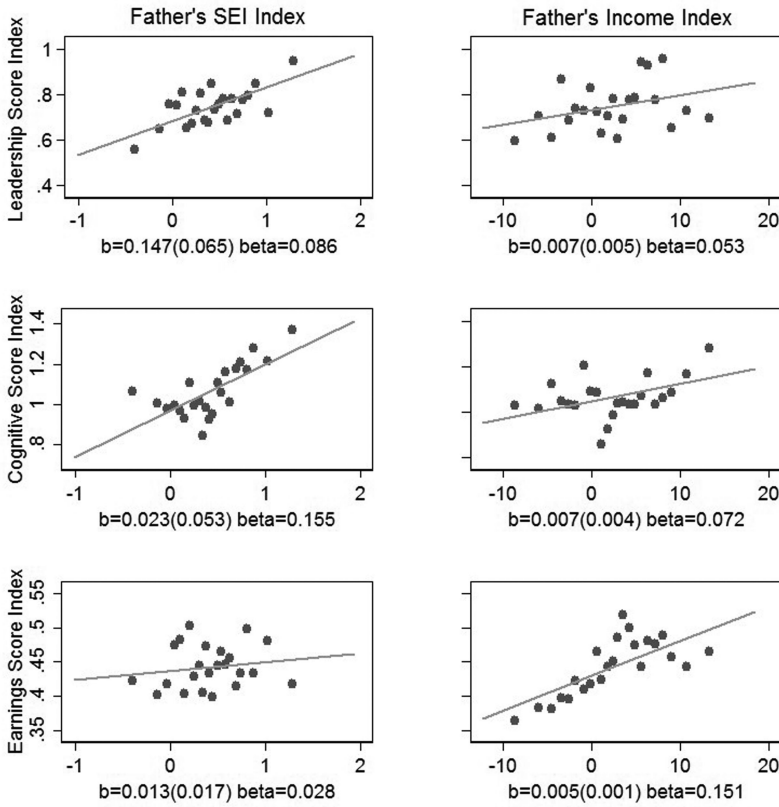 Father's SEI Index
Father's Income Index
Leadership Score Index
1
.8
.6
.4
-1 0 1 2
b=0.147(0.065) beta=0.086
-10 0 10 20
b=0.007(0.005) beta=0.053
Cognitive Score Index
1.4
1.2
1
.8
-1 0 1 2
b=0.023(0.053) beta=0.155
-10 0 10 20
b=0.007(0.004) beta=0.072
Earnings Score Index
.55
.5
.45
.4
.35
-1 0 1 2
b=0.013(0.017) beta=0.028
-10 0 10 20
b=0.005(0.001) beta=0.151